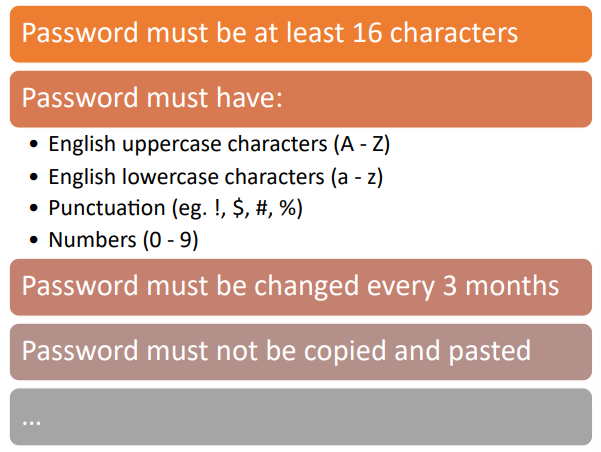 Password must be at least 16 characters
Password must have:
• English uppercase characters (A - Z)
• English lowercase characters (a - z)
• Punctuation (eg. !, $, #, %)
• Numbers (0 - 9)
Password must be changed every 3 months
Password must not be copied and pasted
...